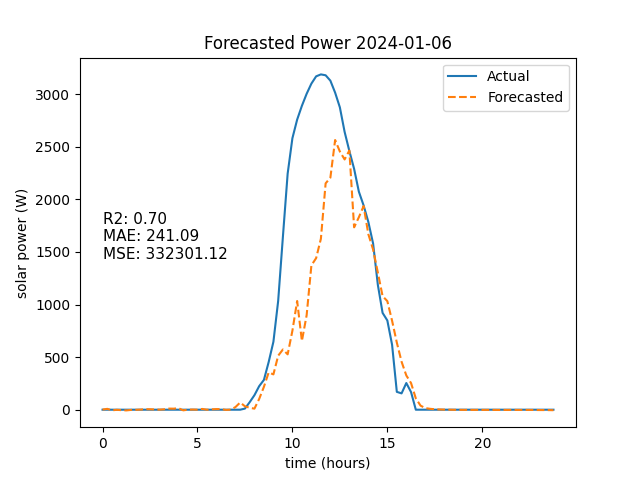 Forecasted Power 2024-01-06
Actual
Forecasted
3000
2500
2000
1500
1000
500
0
solar power (W)
R2: 0.70
MAE: 241.09
MSE: 332301.12
0 5 10 15 20
time (hours)